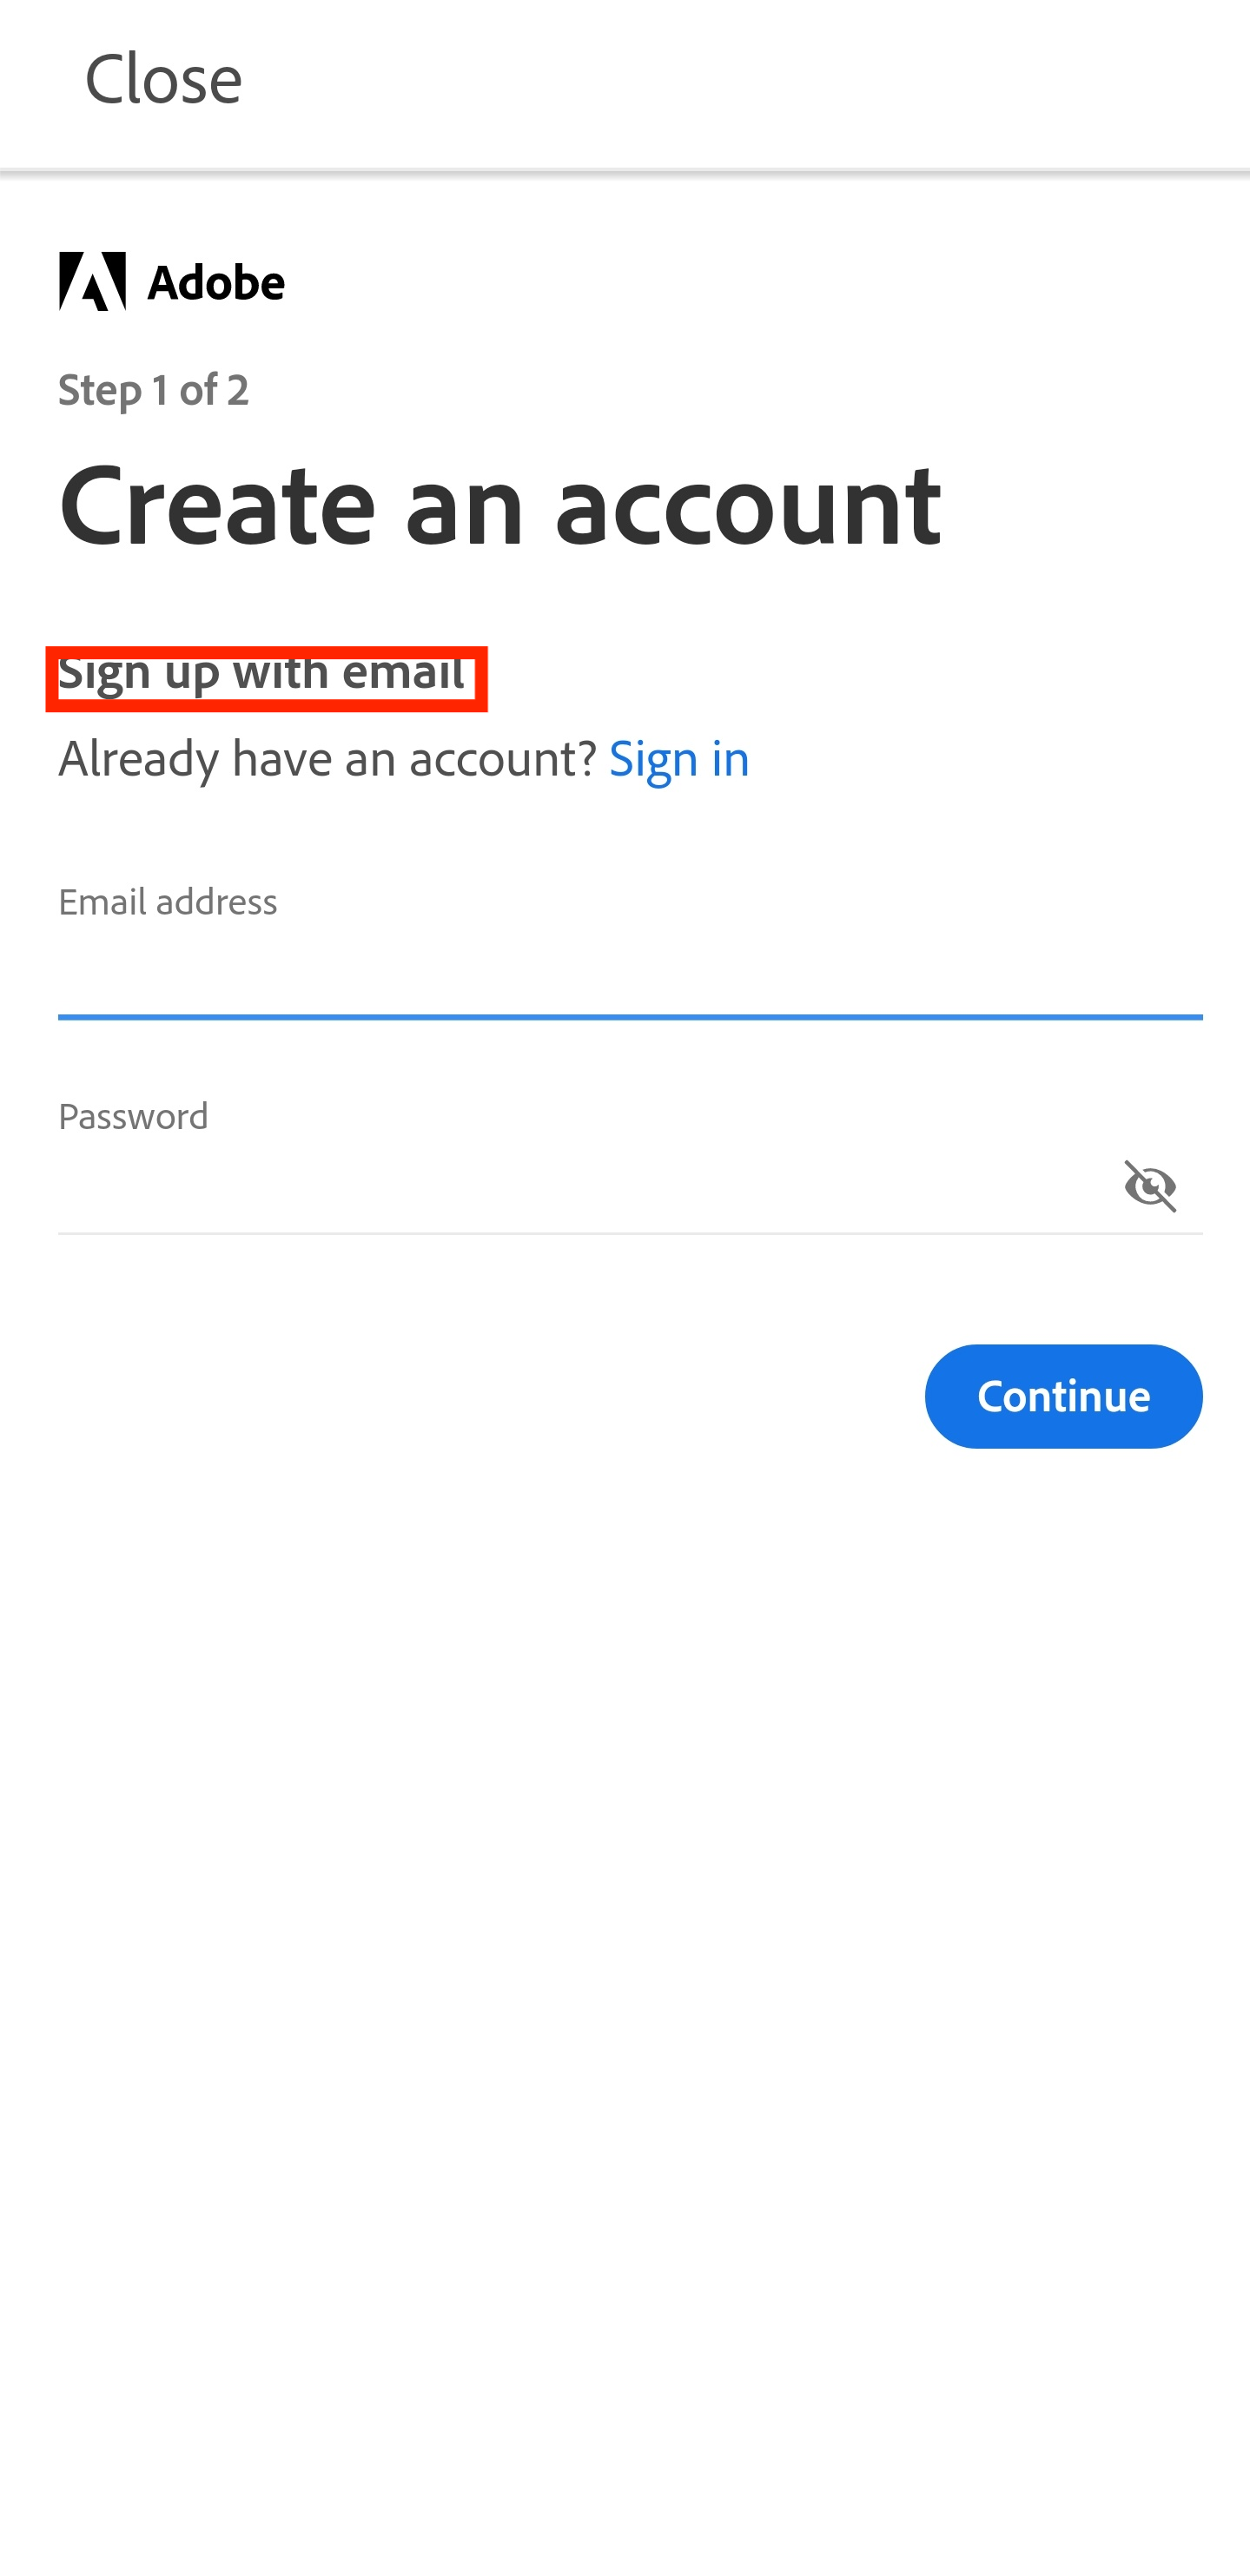 Close
Adobe
Step 1 of 2
Create an account
Sign up with email
Already have an account? Sign in
Email address
Password
Continue